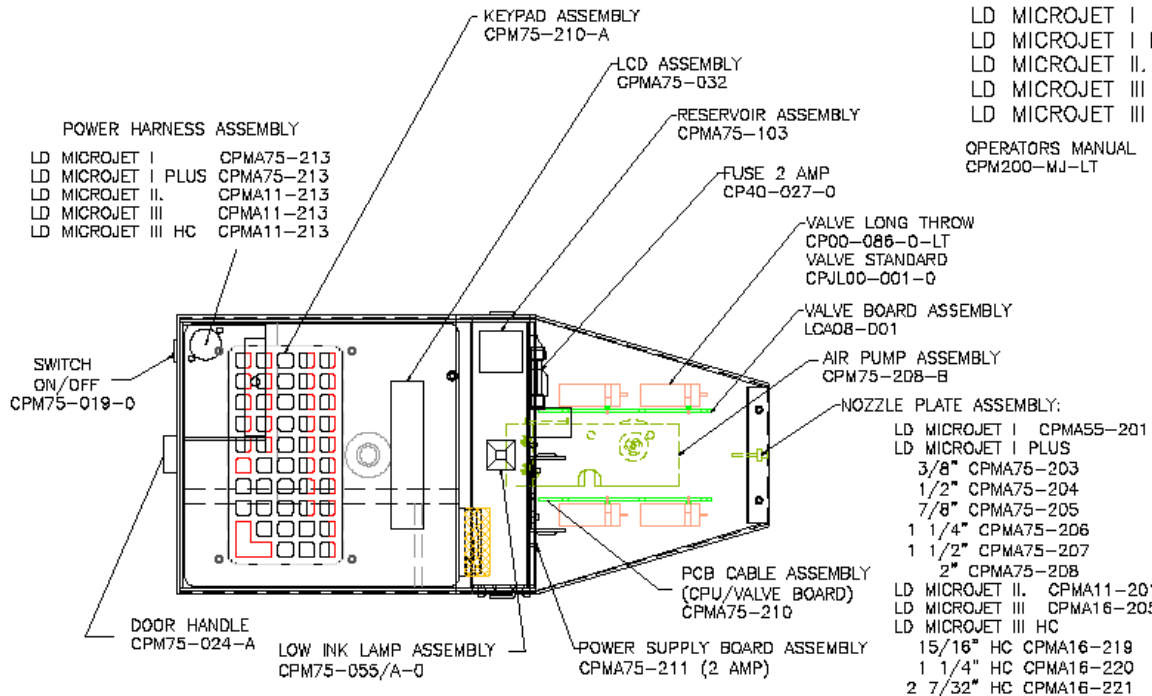 KEYPAD ASSEMBLY
CPM75-210-A
LCD ASSEMBLY
CPMA75-032
RESERVOIR ASSEMBLY
CPMA75-103
FUSE 2 AMP
CP40-027-0
VALVE LONG THROW
CP00-086-0-LT
VALVE STANDARD
CPJL00-001-0
VALVE BOARD ASSEMBLY
LCA08-D01
AIR PUMP ASSEMBLY
CPM75-208-B
LD MICROJET I
LD MICROJET I
LD MICROJET II.
LD MICROJET III
LD MICROJET III
OPERATORS MANUAL
CPM200-MJ-LT
POWER HARNESS ASSEMBLY
LD MICROJET I CPMA75-213
LD MICROJET I PLUS CPMA75-213
LD MICROJET II. CPMA11-213
LD MICROJET III CPMA11-213
LD MICROJET III HC CPMA11-213
SWITCH
ON/OFF
CPM75-019-0
NOZZLE PLATE ASSEMBLY:
LD MICROJET I CPMA55-201
LD MICROJET I PLUS
3/8" CPMA75-203
1/2" CPMA75-204
7/8" CPMA75-205
1 1/4" CPMA75-206
1 1/2" CPMA75-207
2" CPMA75-208
LD MICROJET II. CPMA11-201
LD MICROJET III CPMA16-205
LD MICROJET III HC
15/16" HC CPMA16-219
1 1/4" HC CPMA16-220
2 7/32" HC CPMA16-221
DOOR HANDLE
CPM75-024-A
LOW INK LAMP ASSEMBLY
CPM75-055/A-0
POWER SUPPLY BOARD ASSEMBLY
CPMA75-211 (2 AMP)
PCB CABLE ASSEMBLY
(CPU/VALVE BOARD)
CPMA75-210